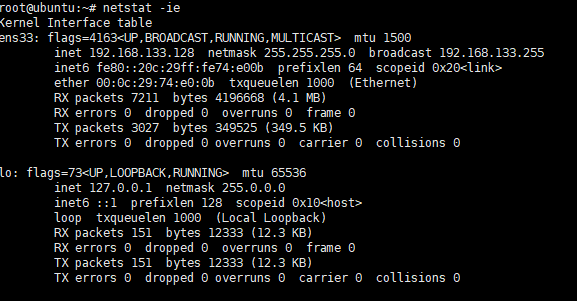 root@ubuntu:~# netstat -ie
Kernel Interface table
ens33: flags=4163<UP,BROADCAST,RUNNING,MULTICAST>  mtu 1500
        inet 192.168.133.128  netmask 255.255.255.0  broadcast 192.168.133.255
        inet6 fe80::20c:29ff:fe74:e00b  prefixlen 64  scopeid 0x20<link>
        ether 00:0c:29:74:e0:0b  txqueuelen 1000  (Ethernet)
        RX packets 7211  bytes 4196668 (4.1 MB)
        RX errors 0  dropped 0  overruns 0  frame 0
        TX packets 3027  bytes 349525 (349.5 KB)
        TX errors 0  dropped 0 overruns 0  carrier 0  collisions 0

lo: flags=73<UP,LOOPBACK,RUNNING>  mtu 65536
        inet 127.0.0.1  netmask 255.0.0.0
        inet6 ::1  prefixlen 128  scopeid 0x10<host>
        loop  txqueuelen 1000  (Local Loopback)
        RX packets 151  bytes 12333 (12.3 KB)
        RX errors 0  dropped 0  overruns 0  frame 0
        TX packets 151  bytes 12333 (12.3 KB)
        TX errors 0  dropped 0 overruns 0  carrier 0  collisions 0